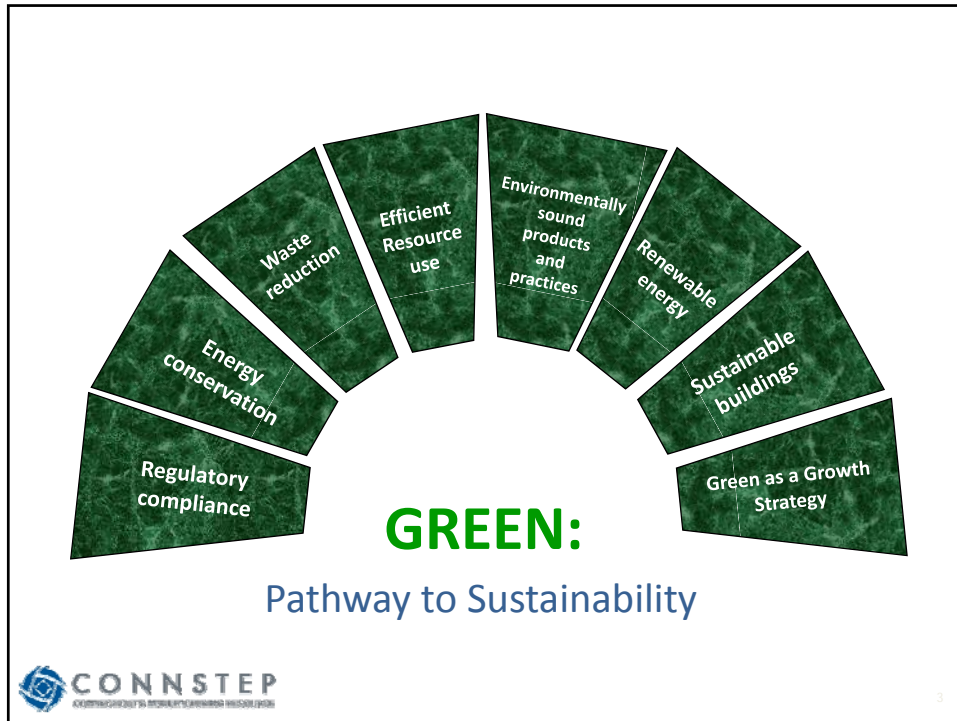 Regulatory
compliance
Energy
conservation
Waste
reduction
Efficient
Resource
use
Environmentally
sound
products
and
practices
Renewable
energy
Sustainable
buildings
Green as a Growth
Strategy
GREEN:
Pathway to Sustainability
CONNSTEP
3